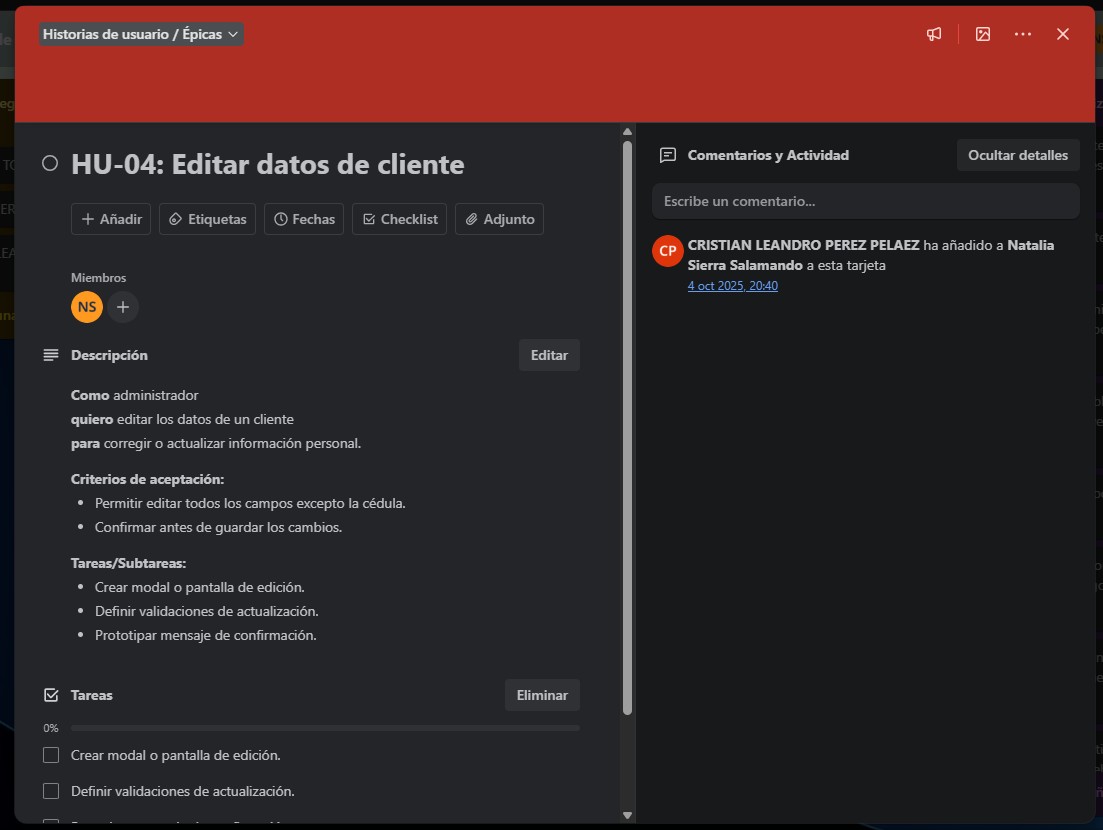 Historias de usuario / Épicas
HU-04: Editar datos de cliente
Añadir
Etiquetas
Fechas
Checklist
Adjunto
Miembros
NS
Descripción
Editar
Como administrador
quiero editar los datos de un cliente
para corregir o actualizar información personal.
Criterios de aceptación:
Permitir editar todos los campos excepto la cédula.
Confirmar antes de guardar los cambios.
Tareas/Subtareas:
Crear modal o pantalla de edición.
Definir validaciones de actualización.
Prototipar mensaje de confirmación.
Tareas
Eliminar
0%
Crear modal o pantalla de edición.
Definir validaciones de actualización.
Comentarios y Actividad
Ocultar detalles
Escribe un comentario...
CP
CRISTIAN LEANDRO PEREZ PELAEZ ha añadido a Natalia
Sierra Salamando a esta tarjeta
4 oct 2025, 20:40